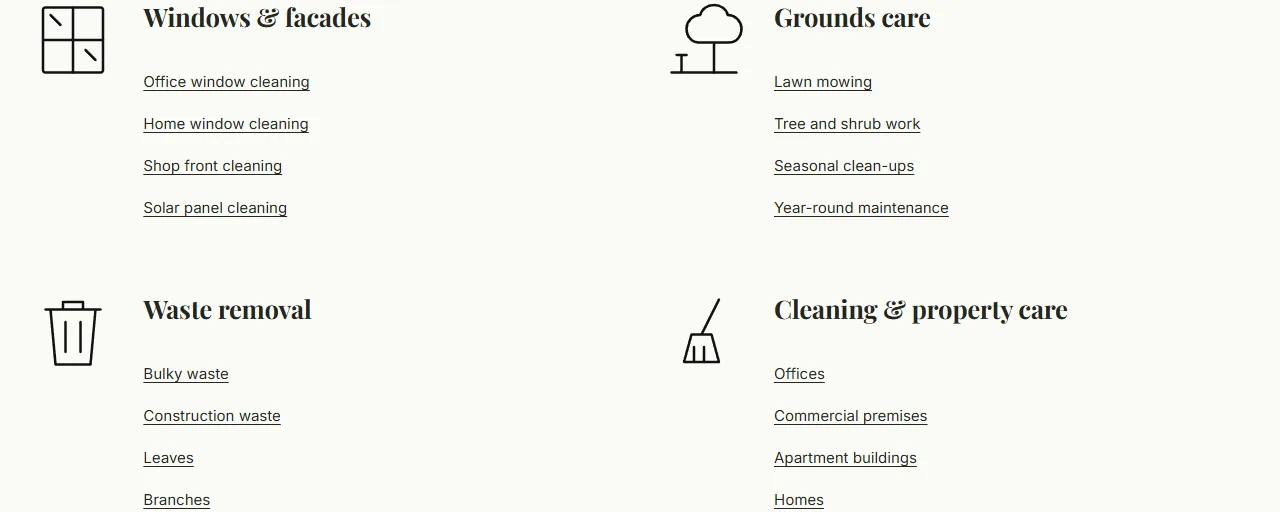 Windows & facades
Office window cleaning
Home window cleaning
Shop front cleaning
Solar panel cleaning
Grounds care
Lawn mowing
Tree and shrub work
Seasonal clean-ups
Year-round maintenance
Waste removal
Bulky waste
Construction waste
Leaves
Branches
Cleaning & property care
Offices
Commercial premises
Apartment buildings
Homes